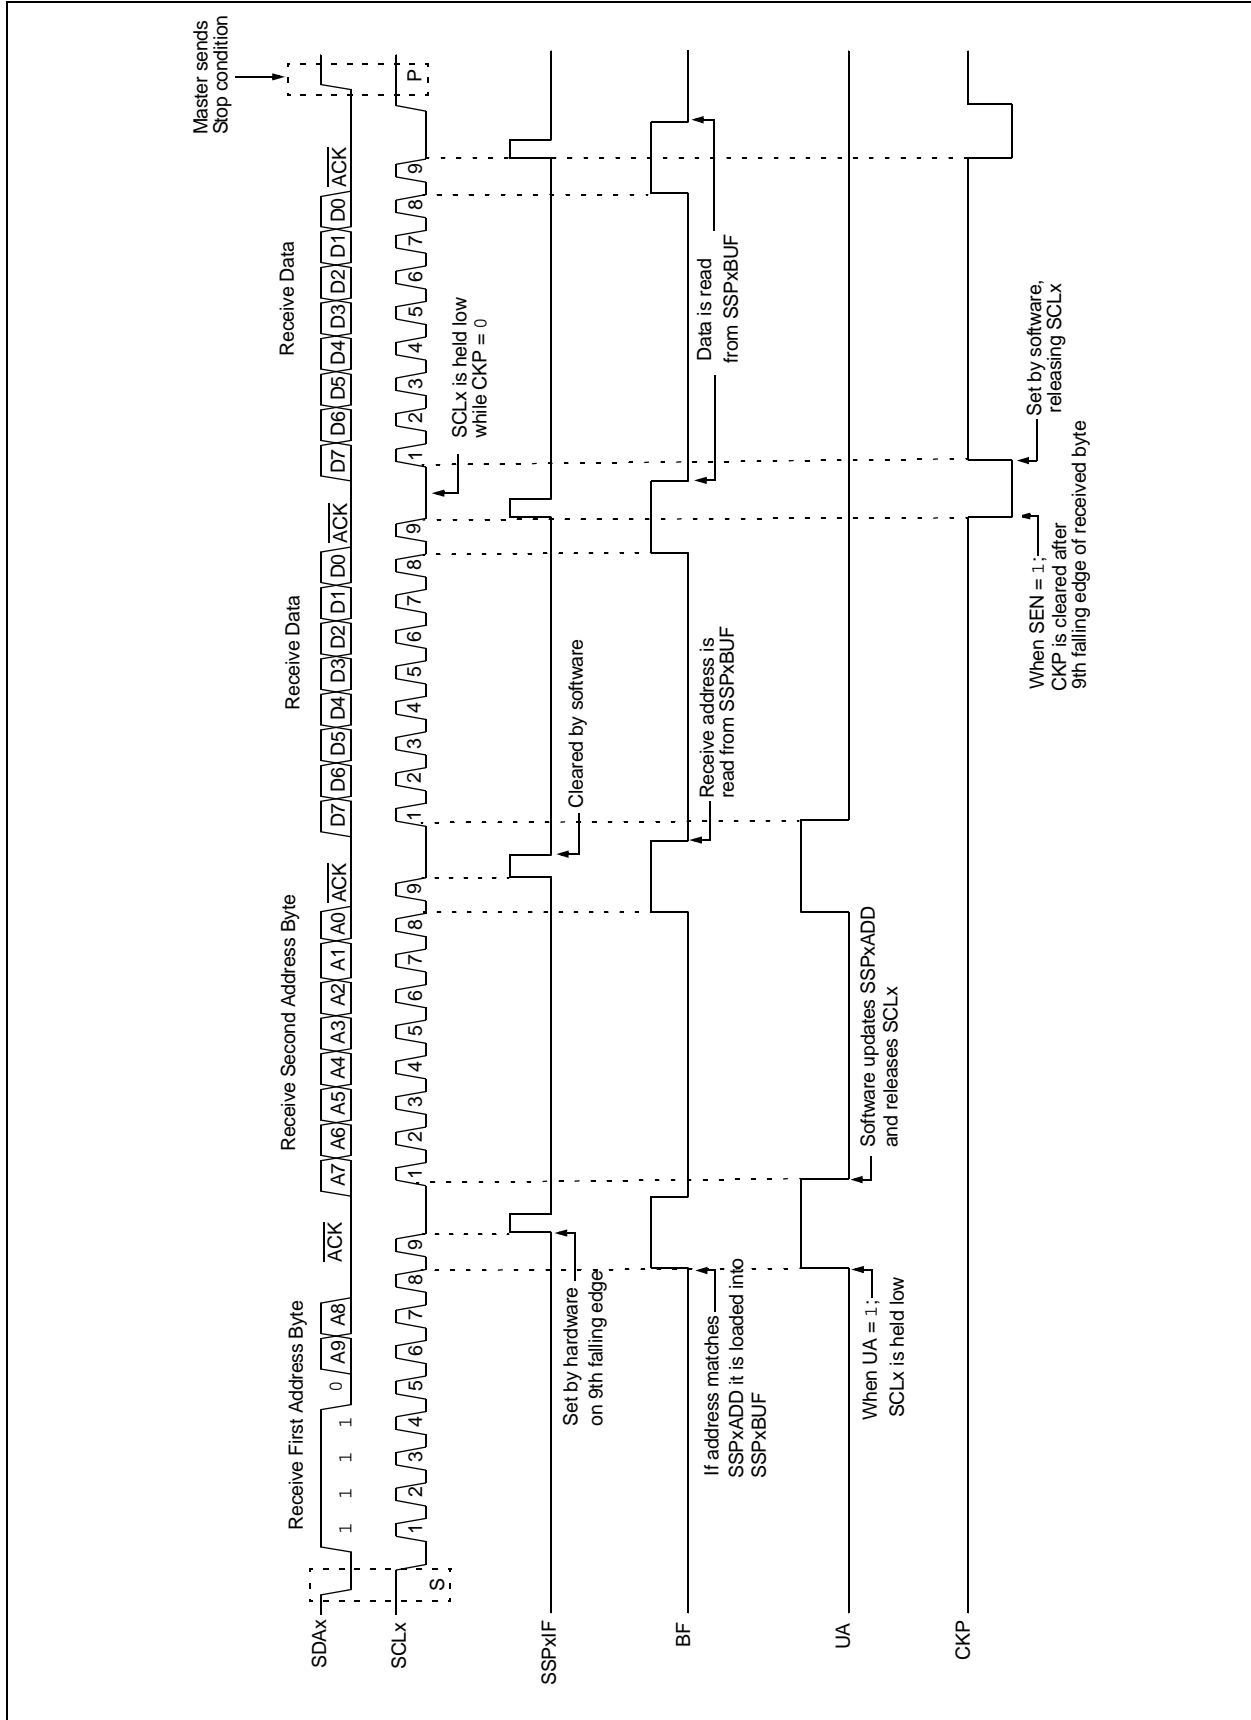 Master sends
Stop condition
Receive First Address Byte
Receive Second Address Byte
Receive Data
Receive Data
SDAx
1 1 1 1 0 A9 A8 ACK
A7 A6 A5 A4 A3 A2 A1 A0 ACK
D7 D6 D5 D4 D3 D2 D1 D0 ACK
D7 D6 D5 D4 D3 D2 D1 D0 ACK
SCLx
S
1 2 3 4 5 6 7 8 9
1 2 3 4 5 6 7 8 9
1 2 3 4 5 6 7 8 9
1 2 3 4 5 6 7 8 9
P
SCLx is held low
while CKP = 0
SSPxIF
Set by hardware
on 9th falling edge
Cleared by software
BF
If address matches
SSPxADD it is loaded into
SSPxBUF
Receive address is
read from SSPxBUF
Data is read
from SSPxBUF
UA
When UA = 1;
SCLx is held low
Software updates SSPxADD
and releases SCLx
CKP
When SEN = 1;
CKP is cleared after
9th falling edge of received byte
Set by software,
releasing SCLx